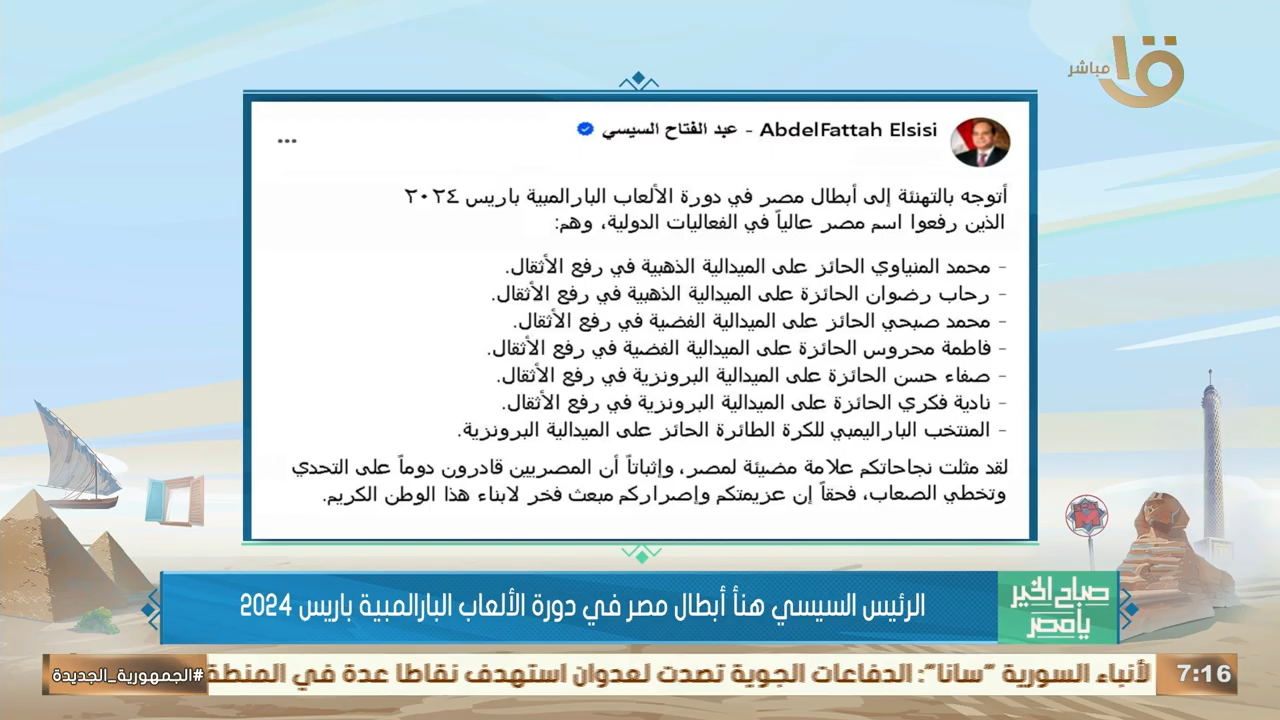 ق1
مباشر
AbdelFattah Elsisi - عبد الفتاح السيسي
أتوجه بالتهنئة إلى أبطال مصر في دورة الألعاب البارالمبية باريس ٢٠٢٤
الذين رفعوا اسم مصر عالياً في الفعاليات الدولية، وهم:
- محمد المنياوي الحائز على الميدالية الذهبية في رفع الأثقال.
- رحاب رضوان الحائزة على الميدالية الذهبية في رفع الأثقال.
- محمد صبحي الحائز على الميدالية الفضية في رفع الأثقال.
- فاطمة محروس الحائزة على الميدالية الفضية في رفع الأثقال.
- صفاء حسن الحائزة على الميدالية البرونزية في رفع الأثقال.
- نادية فكري الحائزة على الميدالية البرونزية في رفع الأثقال.
- المنتخب الباراليمبي للكرة الطائرة الحائز على الميدالية البرونزية.
لقد مثلت نجاحاتكم علامة مضيئة لمصر، وإثباتاً أن المصريين قادرون دوماً على التحدي
وتخطي الصعاب، فحقاً إن عزيمتكم وإصراركم مبعث فخر لابناء هذا الوطن الكريم.
M
صباح الخير
يا مصر
الرئيس السيسي هنأ أبطال مصر في دورة الألعاب البارالمبية باريس 2024
7:16
لأنباء السورية "سانا": الدفاعات الجوية تصدت لعدوان استهدف نقاطا عدة في المنطقة
#الجمهورية_الجديدة